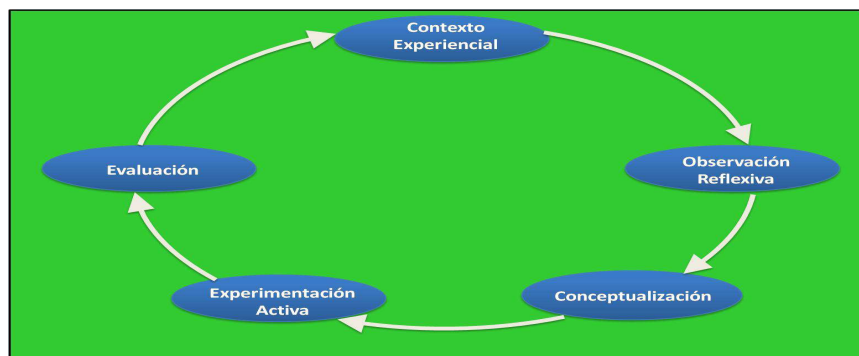 Contexto
Experiencial
Observación
Reflexiva
Conceptualización
Experimentación
Activa
Evaluación